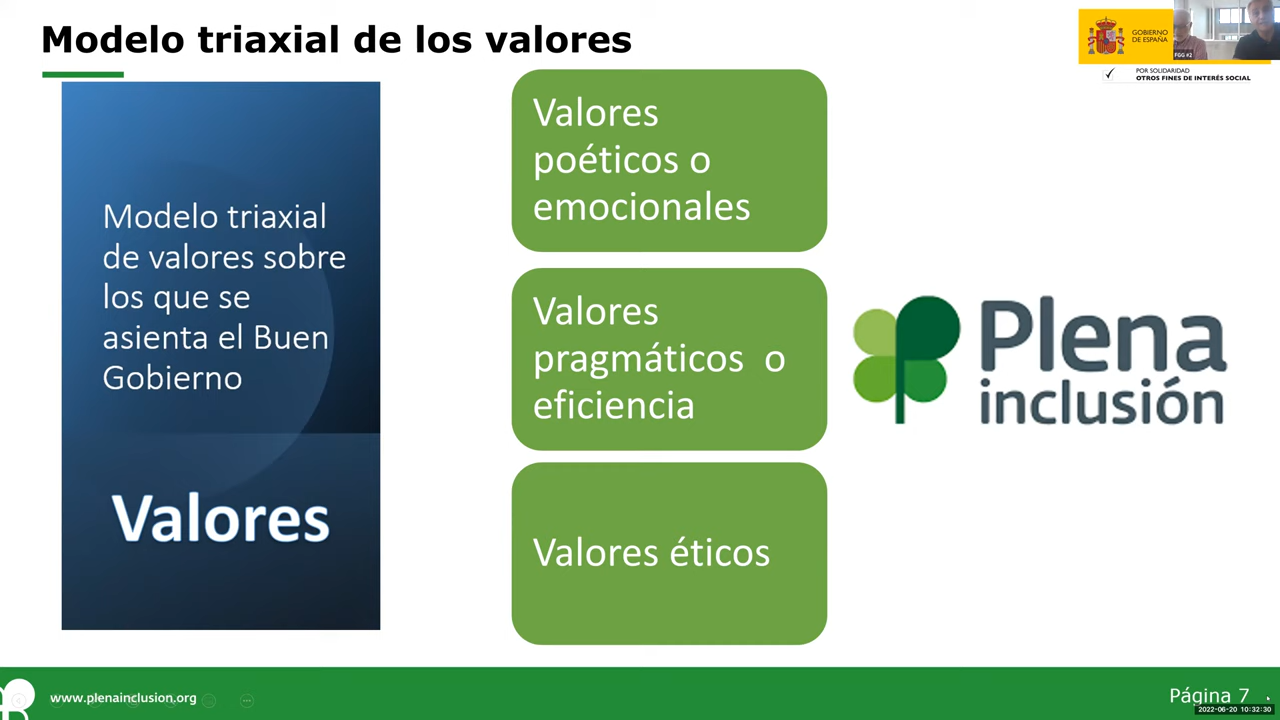 Modelo triaxial de los valores
GOBIERNO
DE ESPAÑA
FGG #2
POR SOLIDARIDAD
OTROS FINES DE INTERÉS SOCIAL
Modelo triaxial
de valores sobre
los que se
asienta el Buen
Gobierno
Valores
Valores
poéticos o
emocionales
Valores
pragmáticos o
eficiencia
Valores éticos
Plena
inclusión
www.plenainclusion.org
Página 7
2022-06-20 10:32:30